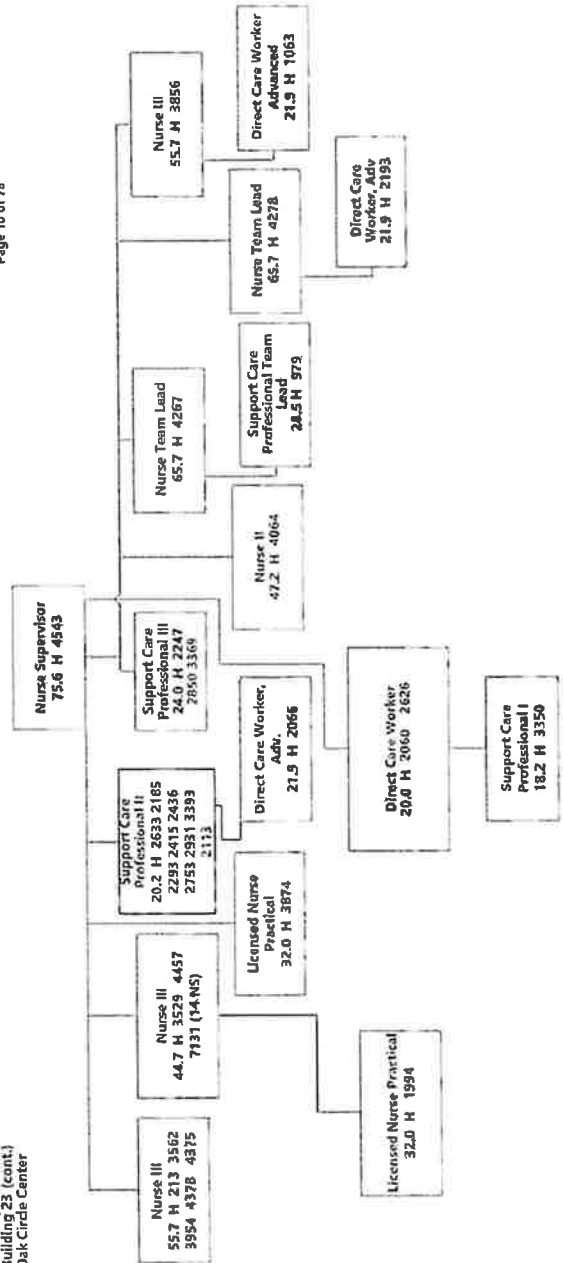 Building 23 (cont.)
Oak Circle Center
Page 10 of 78
Nurse Supervisor
75.6 H 4543
Nurse III
55.7 H 213 3562
3954 4378 4375
Nurse III
44.7 H 3529 4457
7131 (14-NS)
Licensed Nurse Practical
32.0 H 1994
Licensed Nurse
Practical
32.0 H 3874
Support Care
Professional II
20.2 H 2633 2185
2293 2415 2436
2753 2931 3393
2113
Direct Care Worker,
Adv.
21.9 H 2066
Support Care
Professional III
24.0 H 2247
2850 3369
Direct Care Worker
20.0 H 2060 2626
Support Care
Professional I
18.2 H 3350
Nurse II
47.2 H 4064
Nurse Team Lead
65.7 H 4267
Support Care
Professional Team
Lead
28.5 H 979
Nurse Team Lead
65.7 H 4278
Direct Care
Worker, Adv
21.9 H 2193
Nurse III
55.7 H 3856
Direct Care Worker
Advanced
21.9 H 1063